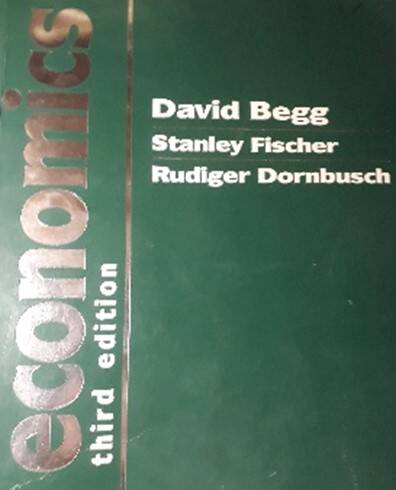 economics
third edition
David Begg
Stanley Fischer
Rudiger Dornbusch